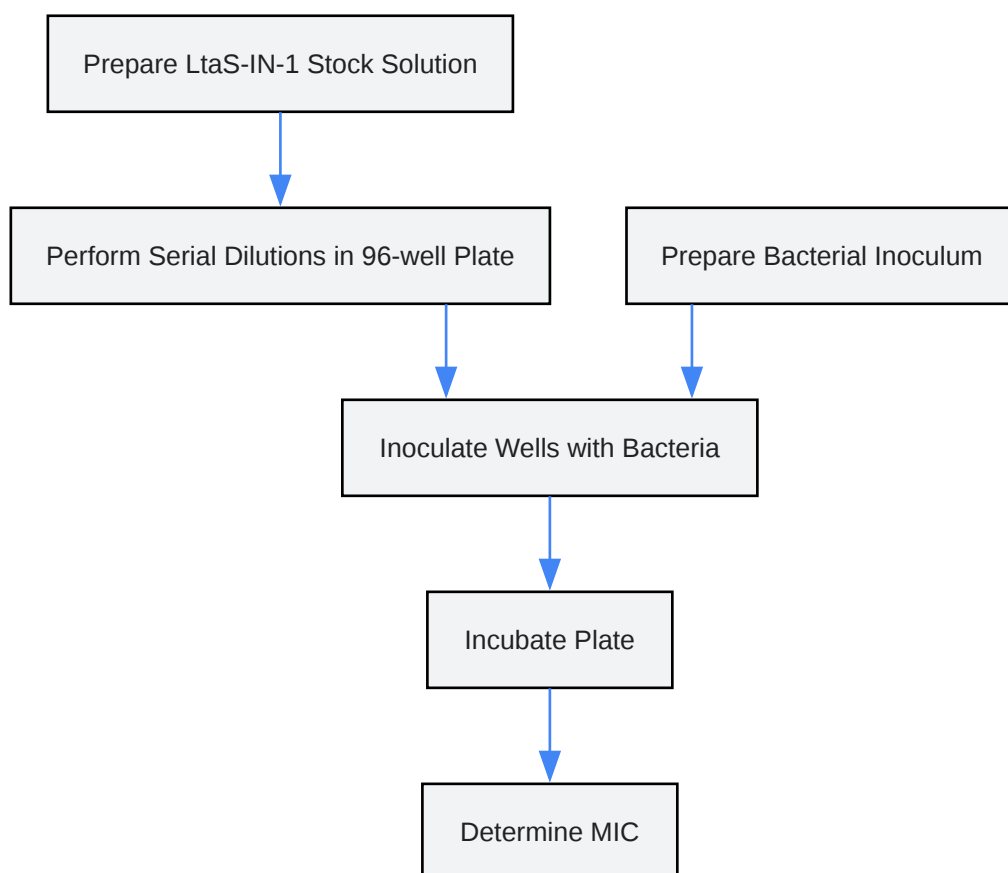 Prepare LtaS-IN-1 Stock Solution
Perform Serial Dilutions in 96-well Plate
Prepare Bacterial Inoculum
Inoculate Wells with Bacteria
Incubate Plate
Determine MIC